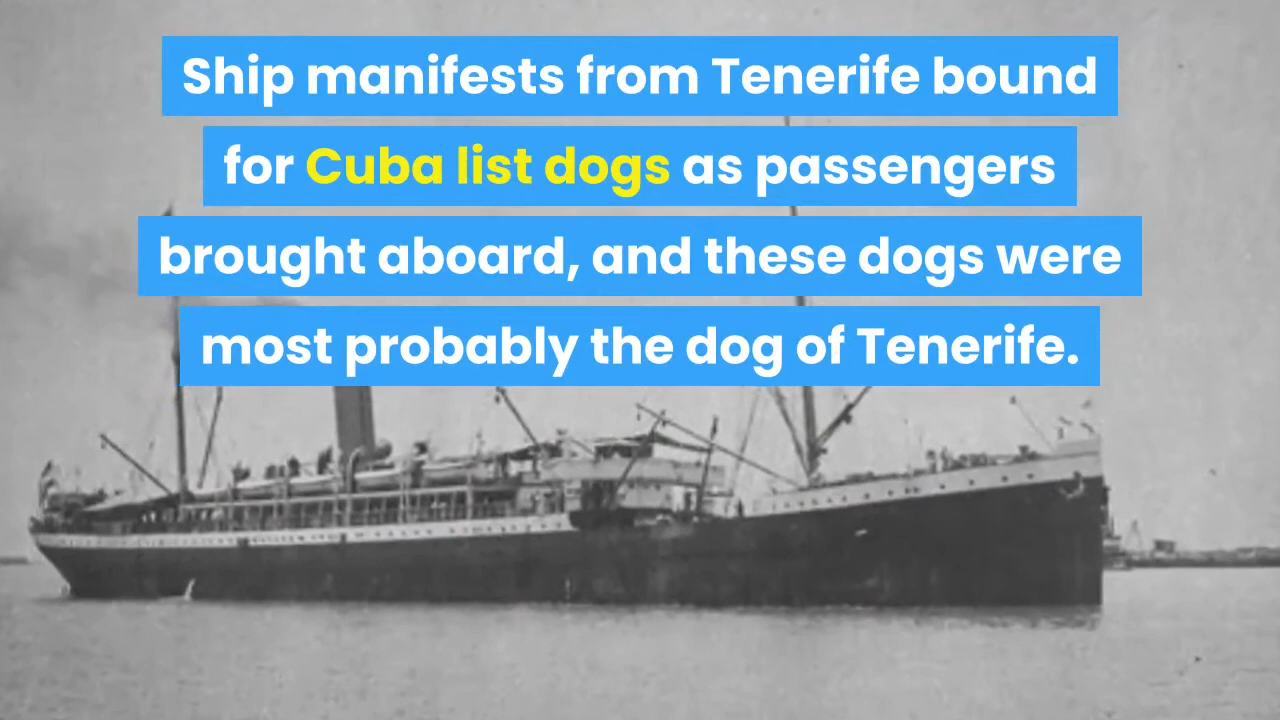 Ship manifests from Tenerife bound
for Cuba list dogs as passengers
brought aboard, and these dogs were
most probably the dog of Tenerife.